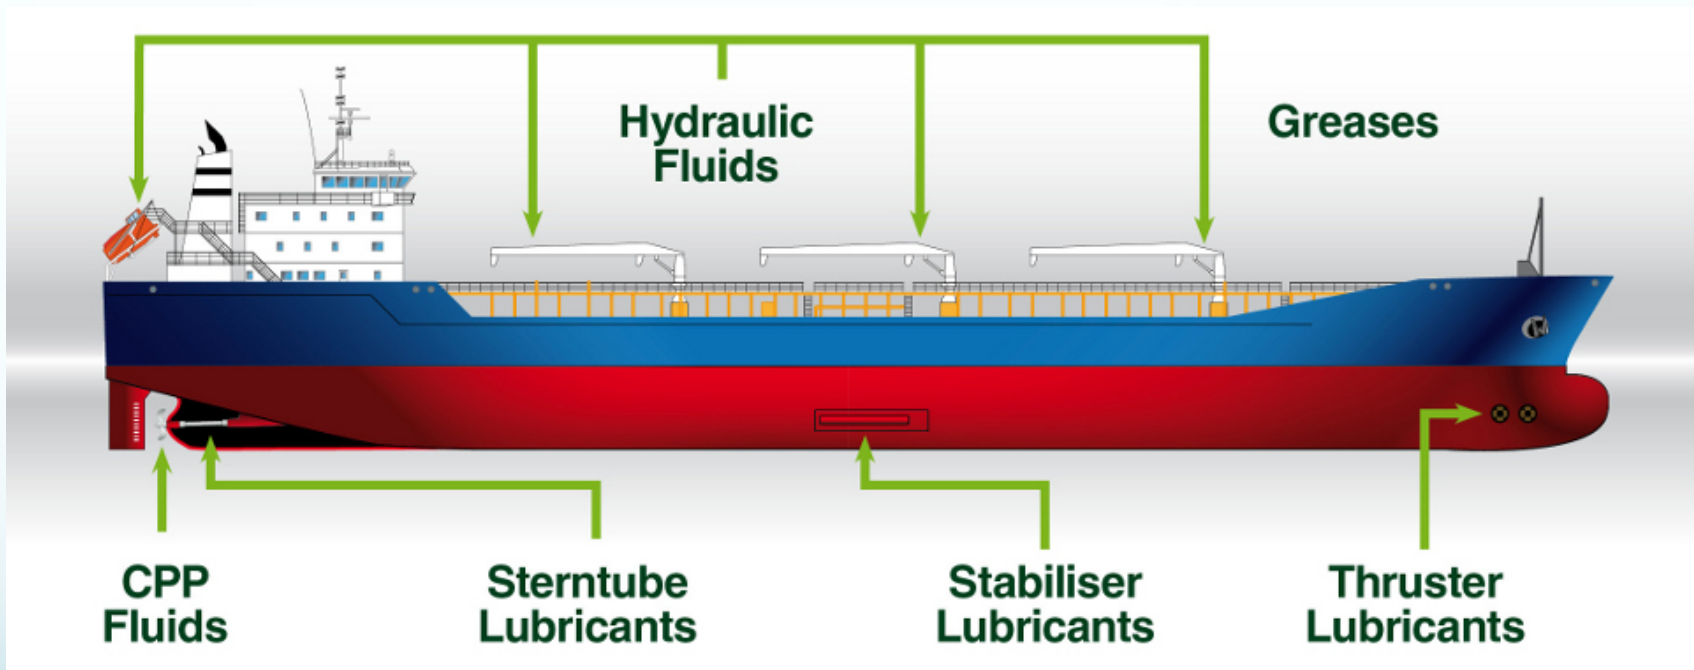 Hydraulic
Fluids
Greases
CPP
Fluids
Sterntube
Lubricants
Stabiliser
Lubricants
Thruster
Lubricants